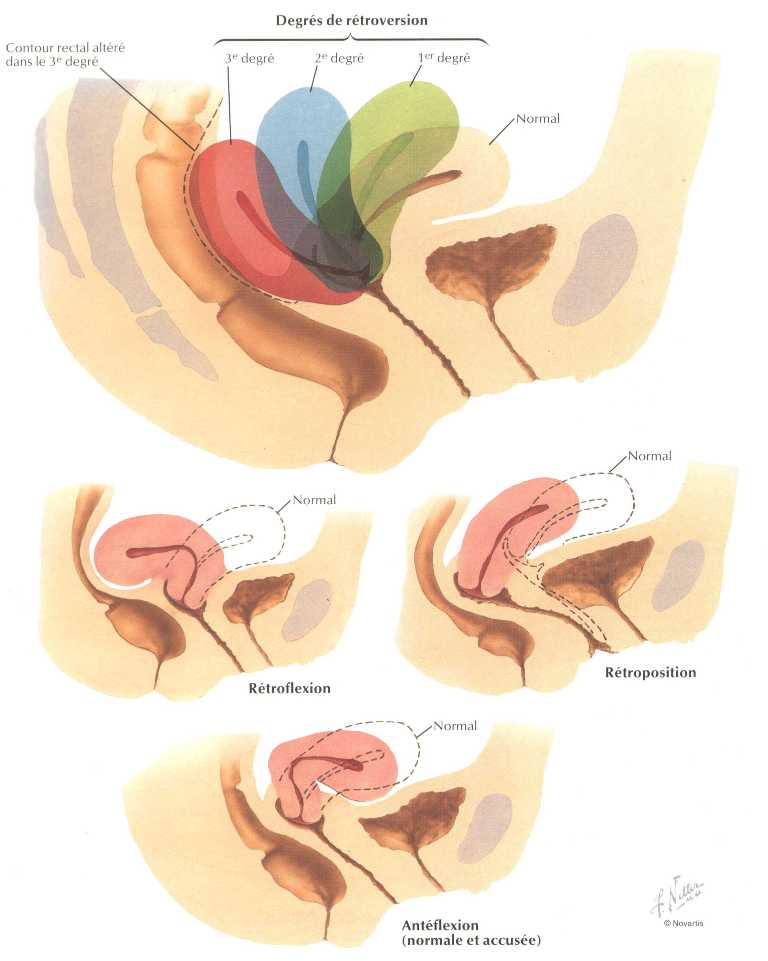 Degrés de rétroversion
Contour rectal altéré
dans le 3e degré
3e degré
2e degré
1er degré
Normal
Normal
Rétroflexion
Normal
Rétroposition
Normal
Antéflexion
(normale et accusée)
F. Netter
© Novartis